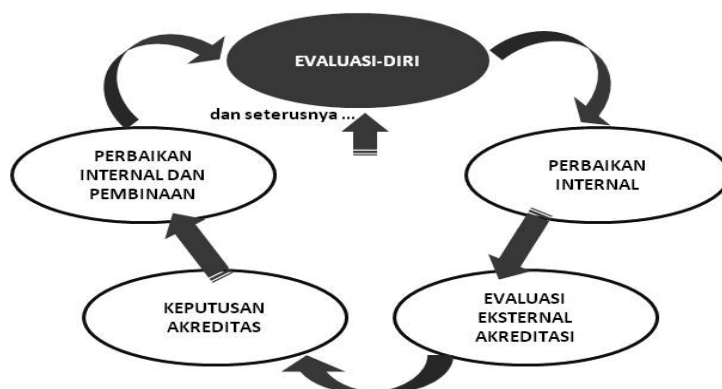 EVALUASI-DIRI
dan seterusnya ...
PERBAIKAN
INTERNAL DAN
PEMBINAAN
PERBAIKAN
INTERNAL
KEPUTUSAN
AKREDITAS
EVALUASI
EKSTERNAL
AKREDITASI